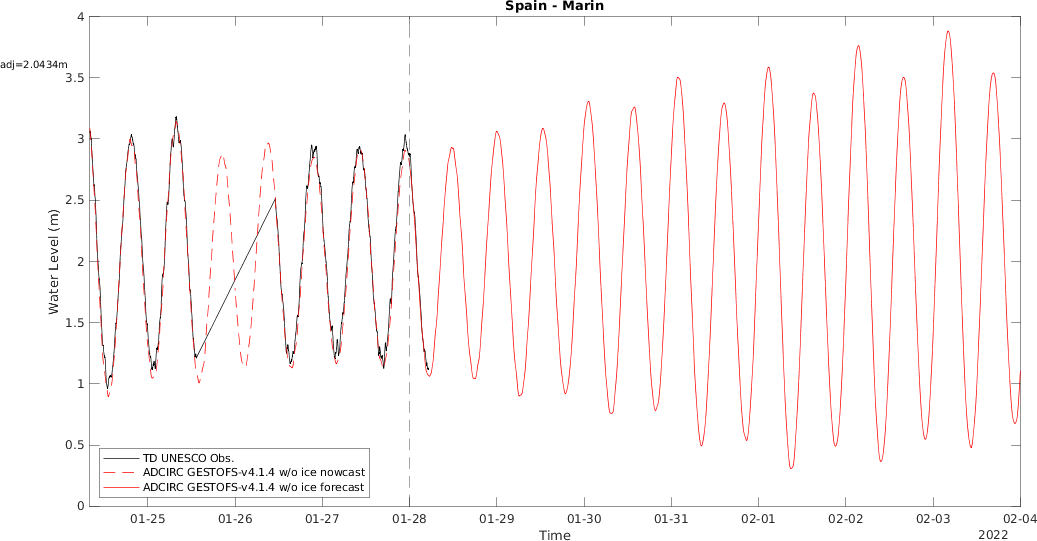 Spain - Marin
adj=2.0434m
Water Level (m)
4
3.5
3
2.5
2
1.5
1
0.5
0
TD UNESCO Obs.
ADCIRC GESTOFS-v4.1.4 w/o ice nowcast
ADCIRC GESTOFS-v4.1.4 w/o ice forecast
01-25 01-26 01-27 01-28 01-29 01-30 01-31 02-01 02-02 02-03 02-04
Time
2022